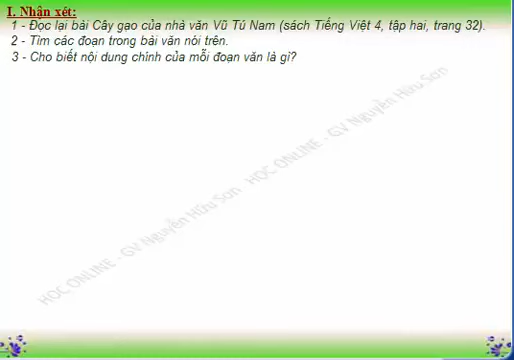 I. Nhận xét:
1 - Đọc lại bài Cây gạo của nhà văn Vũ Tú Nam (sách Tiếng Việt 4, tập hai, trang 32).
2 - Tìm các đoạn trong bài văn nói trên.
3 - Cho biết nội dung chính của mỗi đoạn văn là gì?
HỌC ONLINE - GV Nguyễn Hữu Sơn HỌC ONLINE - GV Nguyễn Hữu Sơn